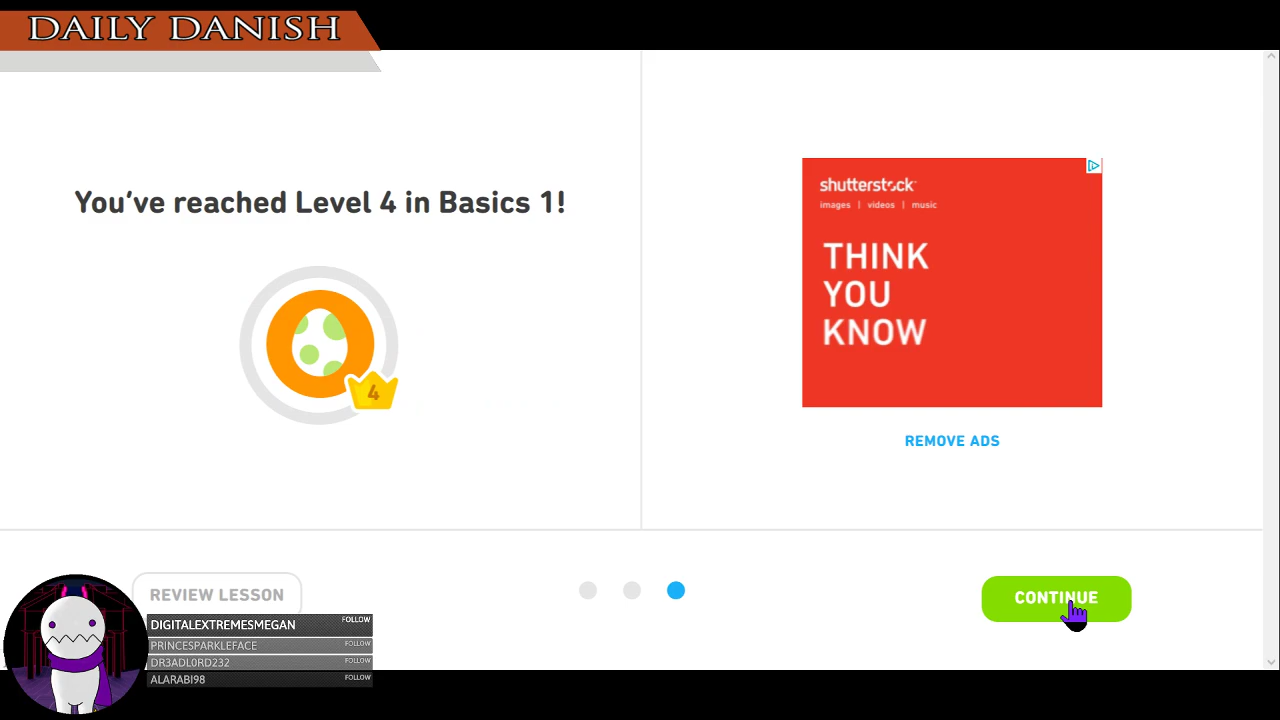 DAILY DANISH
You've reached Level 4 in Basics 1!
4
shutterstock
images | videos | music
THINK
YOU
KNOW
REMOVE ADS
REVIEW LESSON
CONTINUE
DIGITALEXTREMESMEGAN FOLLOW
PRINCESPARKLEFACE FOLLOW
DR3ADL0RD232 FOLLOW
ALARABI98 FOLLOW